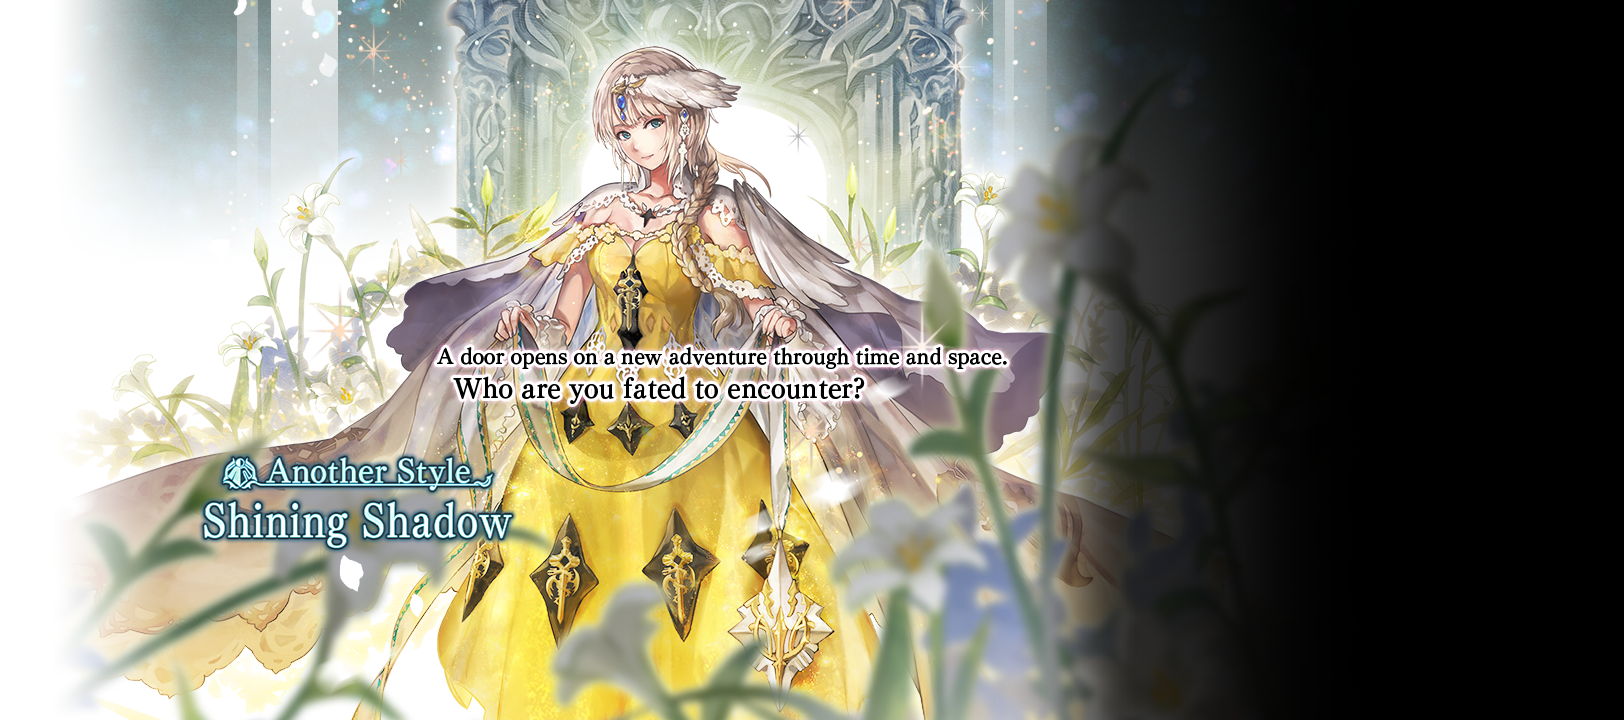 A door opens on a new adventure through time and space.
Who are you fated to encounter?
Another Style
Shining Shadow